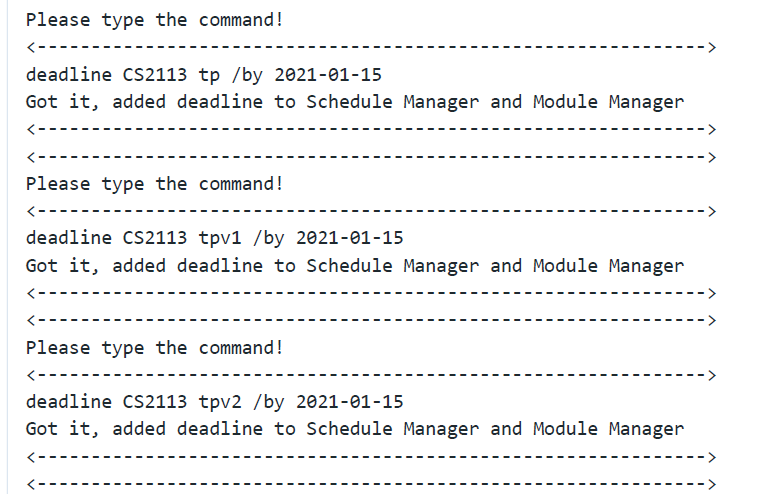 Please type the command!
<-------------------------------------------------------------->
deadline CS2113 tp /by 2021-01-15
Got it, added deadline to Schedule Manager and Module Manager
<-------------------------------------------------------------->
<-------------------------------------------------------------->
Please type the command!
<-------------------------------------------------------------->
deadline CS2113 tpv1 /by 2021-01-15
Got it, added deadline to Schedule Manager and Module Manager
<-------------------------------------------------------------->
<-------------------------------------------------------------->
Please type the command!
<-------------------------------------------------------------->
deadline CS2113 tpv2 /by 2021-01-15
Got it, added deadline to Schedule Manager and Module Manager
<-------------------------------------------------------------->
<-------------------------------------------------------------->